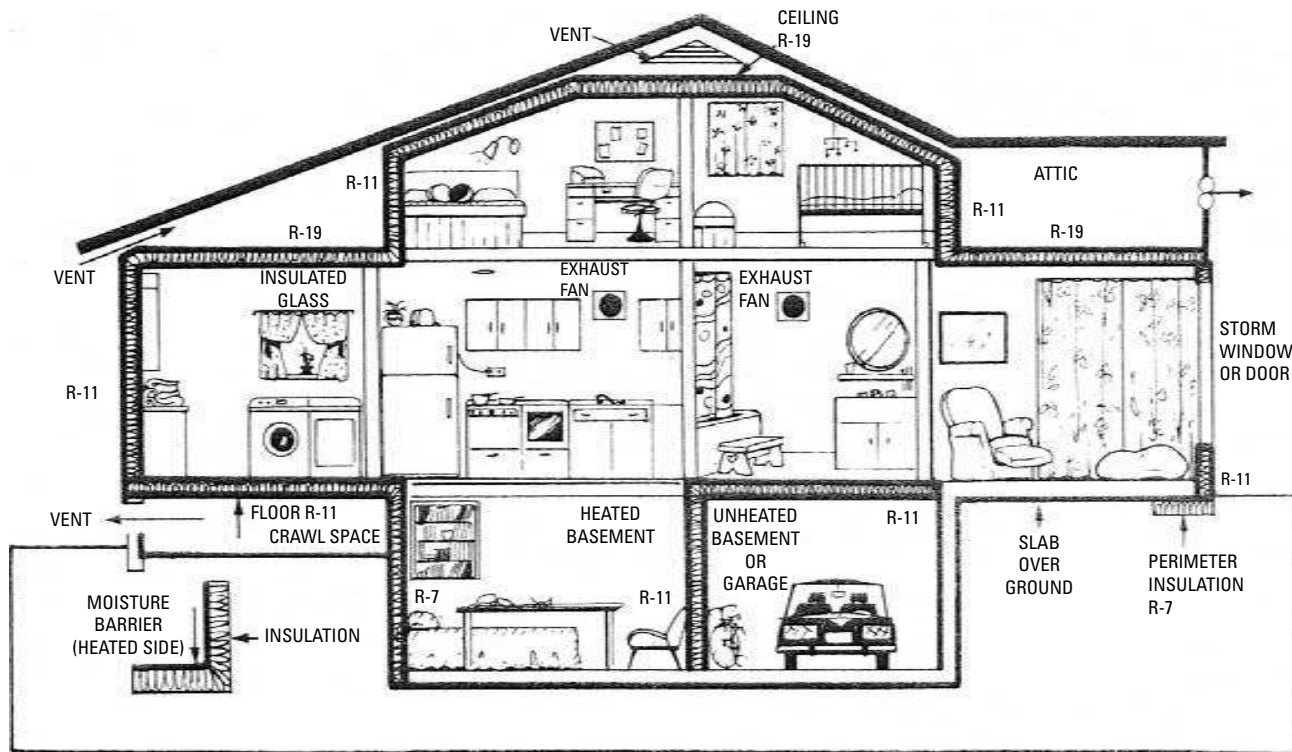 VENT
CEILING
R-19
R-11
ATTIC
R-11
R-19
R-19
VENT
INSULATED
GLASS
EXHAUST
FAN
EXHAUST
FAN
STORM
WINDOW
OR DOOR
R-11
R-11
VENT
FLOOR R-11
CRAWL SPACE
HEATED
BASEMENT
UNHEATED
BASEMENT
OR
GARAGE
R-11
SLAB
OVER
GROUND
PERIMETER
INSULATION
R-7
MOISTURE
BARRIER
(HEATED SIDE)
INSULATION
R-7
R-11